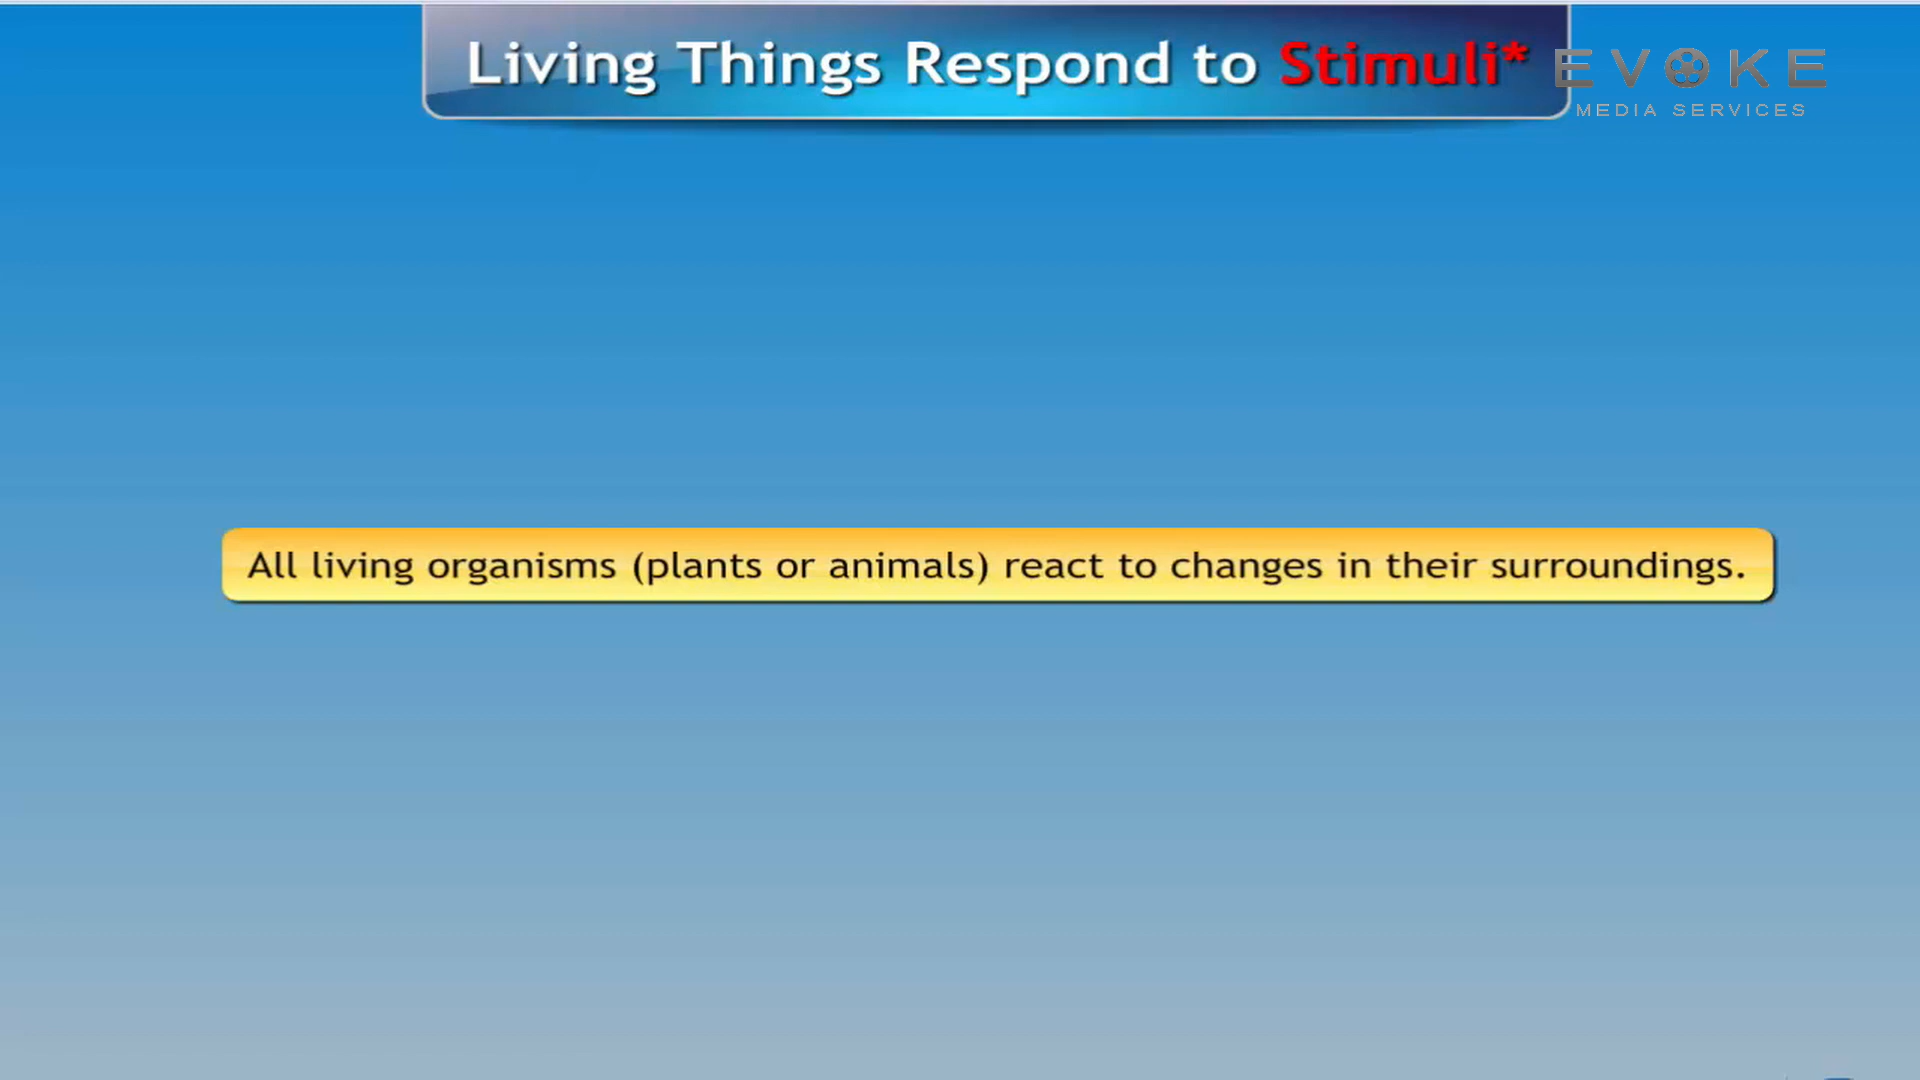 Living Things Respond to Stimuli*
EVOKE
MEDIA SERVICES
All living organisms (plants or animals) react to changes in their surroundings.